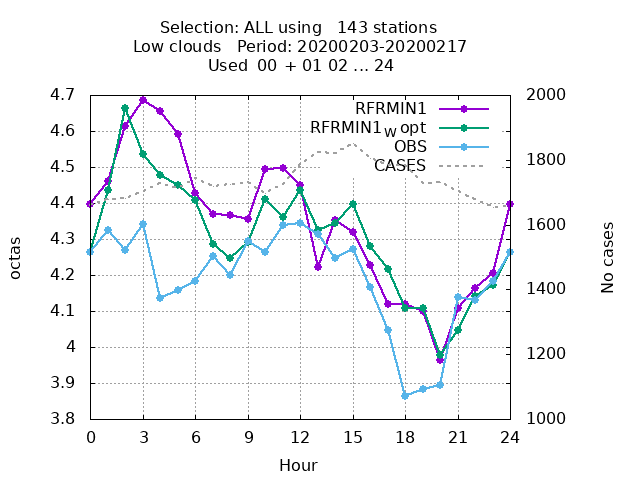 Selection: ALL using 143 stations
Low clouds Period: 20200203-20200217
Used 00 + 01 02 ... 24
RFRMIN1
RFRMIN1_W opt
OBS
CASES
octas
4.7
4.6
4.5
4.4
4.3
4.2
4.1
4
3.9
3.8
2000
1800
1600
1400
1200
1000
No cases
0 3 6 9 12 15 18 21 24
Hour